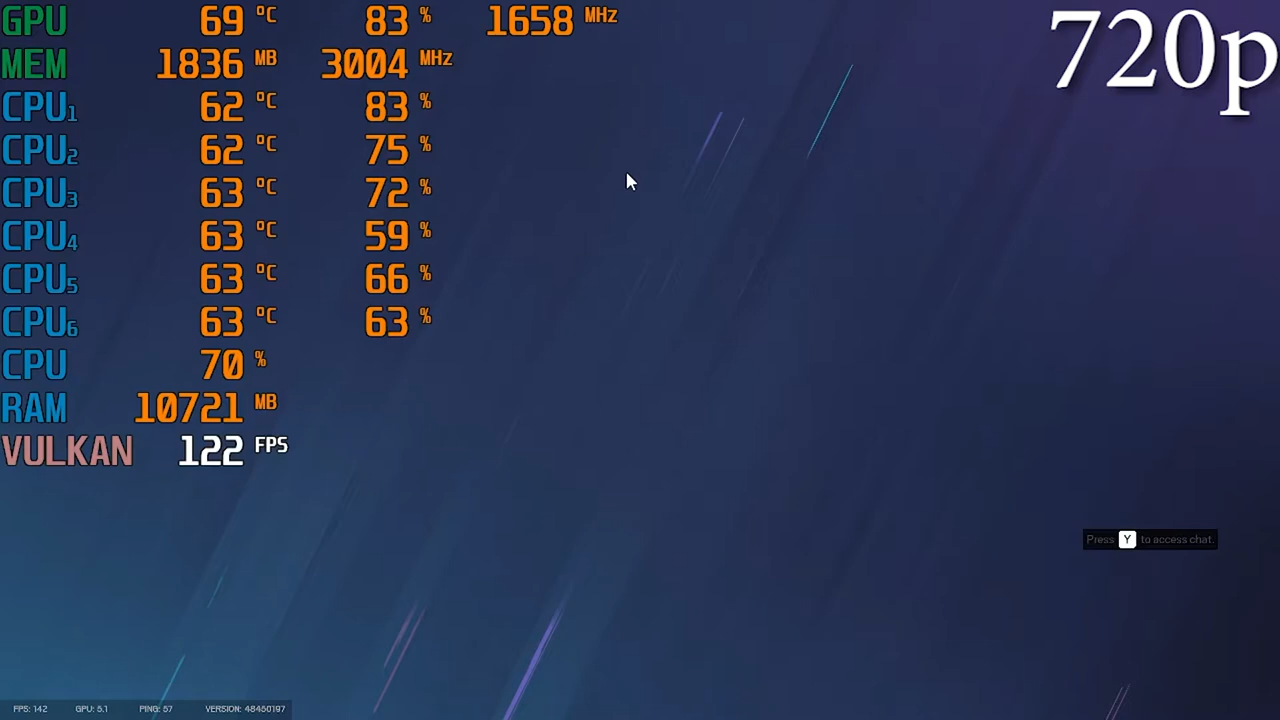 GPU 69 °C 83 % 1658 MHz
720p
MEM 1836 MB 3004 MHz
CPU1 62 °C 83 %
CPU2 62 °C 75 %
CPU3 63 °C 72 %
CPU4 63 °C 59 %
CPU5 63 °C 66 %
CPU6 63 °C 63 %
CPU 70 %
RAM 10721 MB
VULKAN 122 FPS
Press Y to access chat.
FPS: 142 GPU: 5.1 PING: 57 VERSION: 48450197